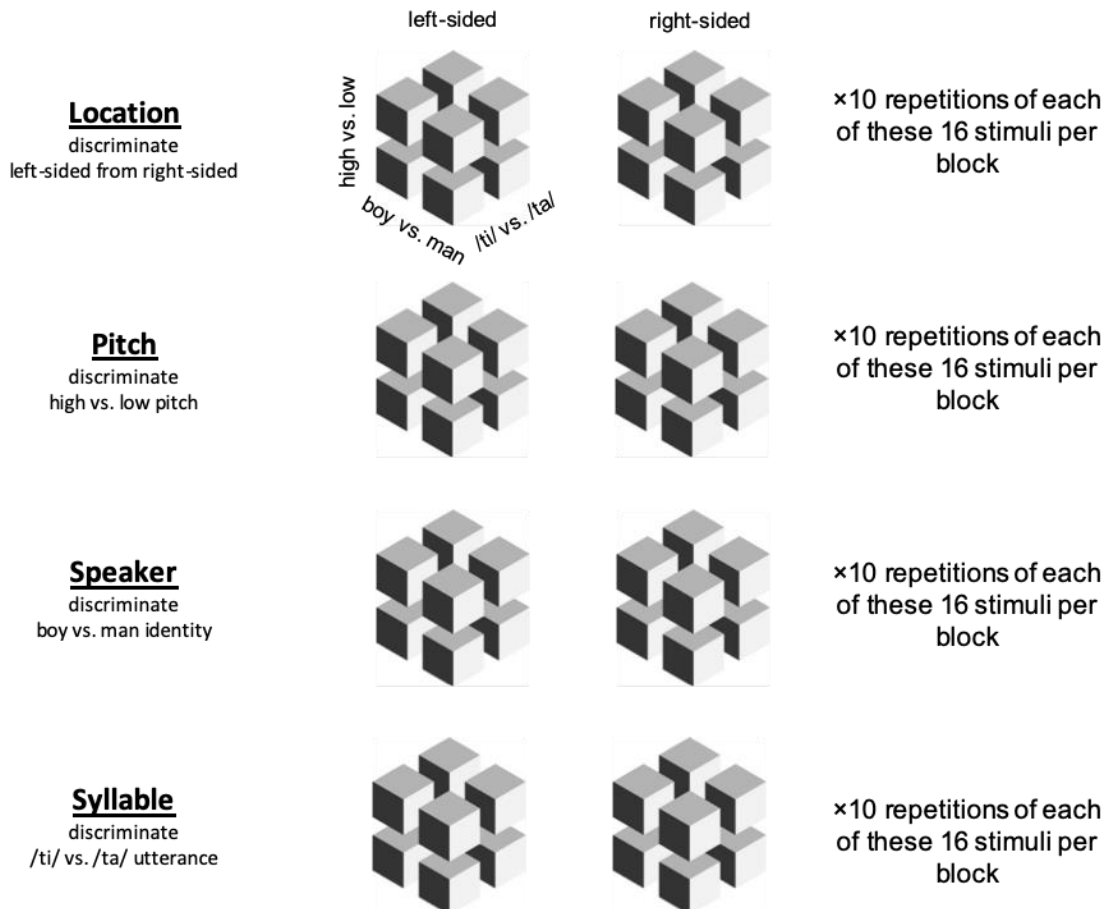 left-sided
right-sided
Location
discriminate
left-sided from right-sided
high vs. low
boy vs. man
/ti/ vs. /ta/
×10 repetitions of each
of these 16 stimuli per
block
Pitch
discriminate
high vs. low pitch
×10 repetitions of each
of these 16 stimuli per
block
Speaker
discriminate
boy vs. man identity
×10 repetitions of each
of these 16 stimuli per
block
Syllable
discriminate
/ti/ vs. /ta/ utterance
×10 repetitions of each
of these 16 stimuli per
block